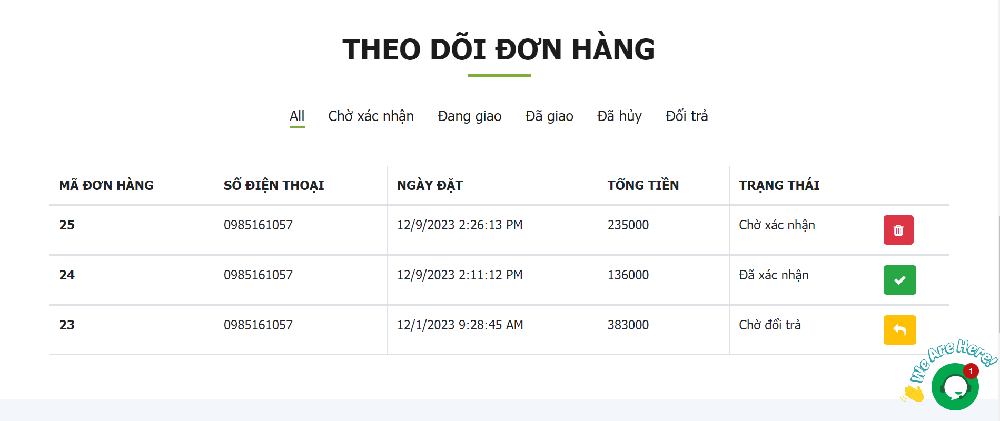 THEO DÕI ĐƠN HÀNG
All Chờ xác nhận Đang giao Đã giao Đã hủy Đổi trả
MÃ ĐƠN HÀNG SỐ ĐIỆN THOẠI NGÀY ĐẶT TỔNG TIỀN TRẠNG THÁI
25 0985161057 12/9/2023 2:26:13 PM 235000 Chờ xác nhận
24 0985161057 12/9/2023 2:11:12 PM 136000 Đã xác nhận
23 0985161057 12/1/2023 9:28:45 AM 383000 Chờ đổi trả
We Are Here!
1